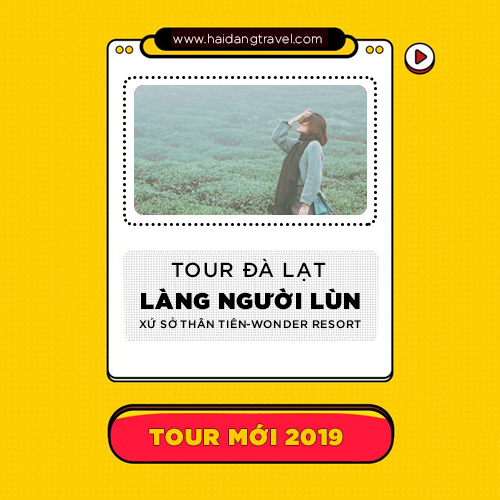 www.haidangtravel.com
TOUR ĐÀ LẠT
LÀNG NGƯỜI LÙN
XỨ SỞ THẦN TIÊN-WONDER RESORT
TOUR MỚI 2019